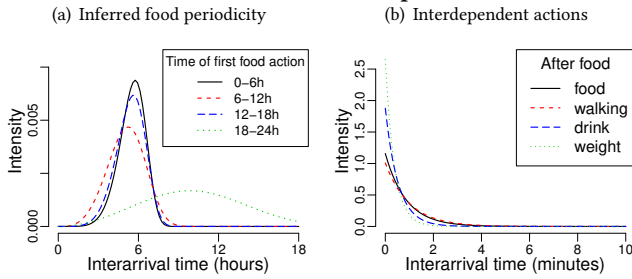 (a) Inferred food periodicity
Intensity
0.000
0.005
Time of first food action
0−6h
6−12h
12−18h
18−24h
0
6
12
18
Interarrival time (hours)
(b) Interdependent actions
Intensity
0.0
0.5
1.0
1.5
2.0
2.5
After food
food
walking
drink
weight
0
2
4
6
8
10
Interarrival time (minutes)